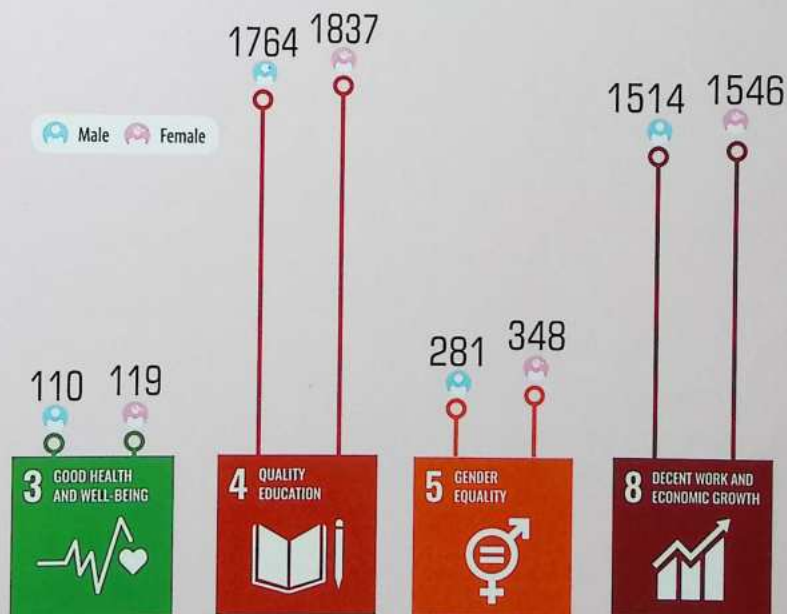 1764 1837
1514 1546
Male Female
281 348
110 119
3 GOOD HEALTH
AND WELL-BEING
4 QUALITY
EDUCATION
5 GENDER
EQUALITY
8 DECENT WORK AND
ECONOMIC GROWTH